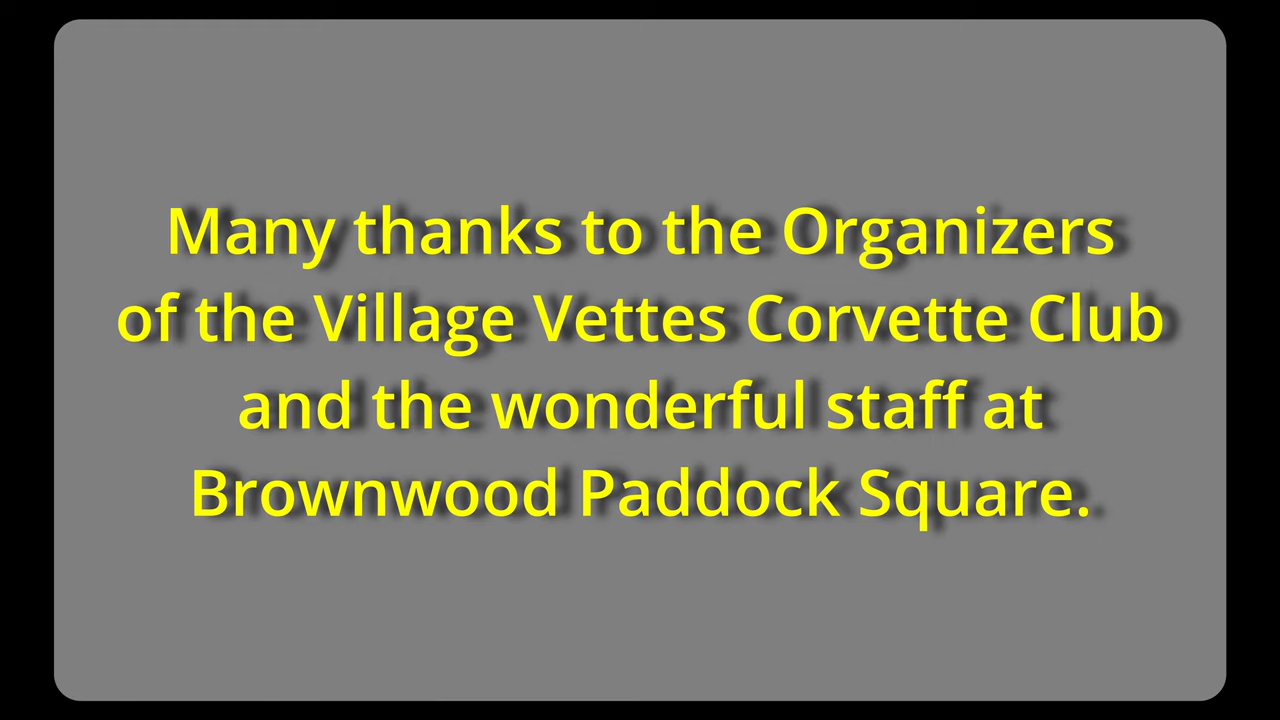 Many thanks to the Organizers
of the Village Vettes Corvette Club
and the wonderful staff at
Brownwood Paddock Square.